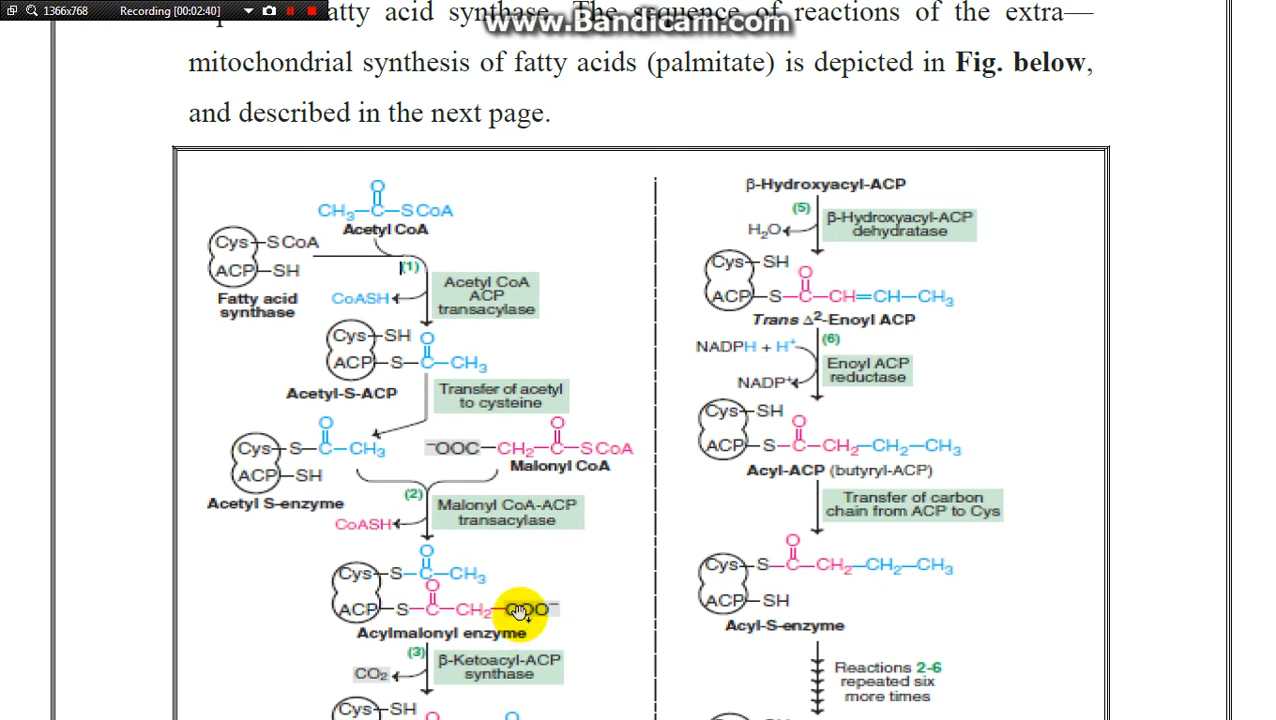 1366x768 Recording [00:02:40]
www.Bandicam.com
atty acid synthase. The sequence of reactions of the extra—
mitochondrial synthesis of fatty acids (palmitate) is depicted in Fig. below,
and described in the next page.
O
CH3—C—S CoA
Acetyl CoA
Cys—S CoA
ACP—SH
Fatty acid
synthase
(1)
CoASH
Acetyl CoA
ACP
transacylase
Cys—SH
O
ACP—S—C—CH3
Acetyl-S-ACP
Transfer of acetyl
to cysteine
O
Cys—S—C—CH3
ACP—SH
Acetyl S-enzyme
O
⁻OOC—CH2—C—S CoA
Malonyl CoA
(2)
CoASH
Malonyl CoA-ACP
transacylase
O
Cys—S—C—CH3
O
ACP—S—C—CH2—COO⁻
Acylmalonyl enzyme
(3)
CO2
β-Ketoacyl-ACP
synthase
Cys—SH
β-Hydroxyacyl-ACP
(5)
H2O
β-Hydroxyacyl-ACP
dehydratase
Cys—SH
O
ACP—S—C—CH=CH—CH3
Trans Δ2-Enoyl ACP
NADPH + H+
(6)
NADP+
Enoyl ACP
reductase
Cys—SH
O
ACP—S—C—CH2—CH2—CH3
Acyl-ACP (butyryl-ACP)
Transfer of carbon
chain from ACP to Cys
O
Cys—S—C—CH2—CH2—CH3
ACP—SH
Acyl-S-enzyme
Reactions 2-6
repeated six
more times